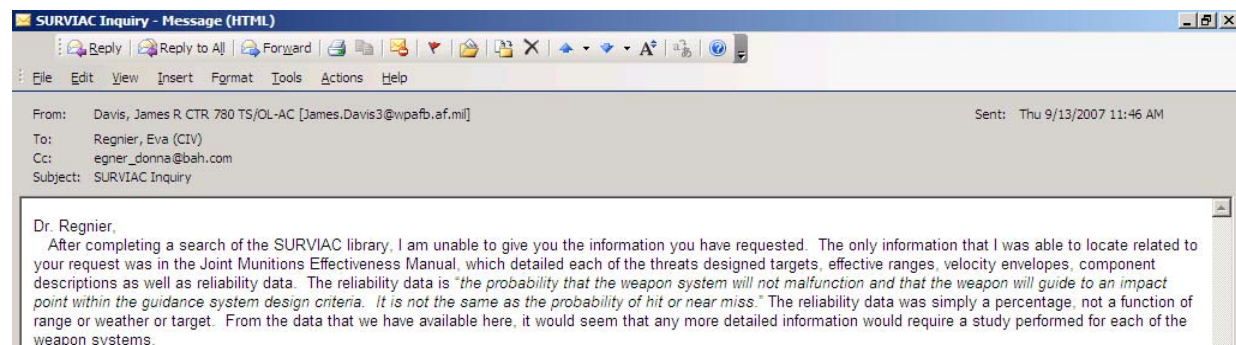 SURVIAC Inquiry - Message (HTML)
Reply | Reply to All | Forward
File Edit View Insert Format Tools Actions Help
From: Davis, James R CTR 780 TS/OL-AC [James.Davis3@wpafb.af.mil] Sent: Thu 9/13/2007 11:46 AM
To: Regnier, Eva (CIV)
Cc: egner_donna@bah.com
Subject: SURVIAC Inquiry
Dr. Regnier,
After completing a search of the SURVIAC library, I am unable to give you the information you have requested. The only information that I was able to locate related to
your request was in the Joint Munitions Effectiveness Manual, which detailed each of the threats designed targets, effective ranges, velocity envelopes, component
descriptions as well as reliability data. The reliability data is “the probability that the weapon system will not malfunction and that the weapon will guide to an impact
point within the guidance system design criteria. It is not the same as the probability of hit or near miss.” The reliability data was simply a percentage, not a function of
range or weather or target. From the data that we have available here, it would seem that any more detailed information would require a study performed for each of the
weapon systems.